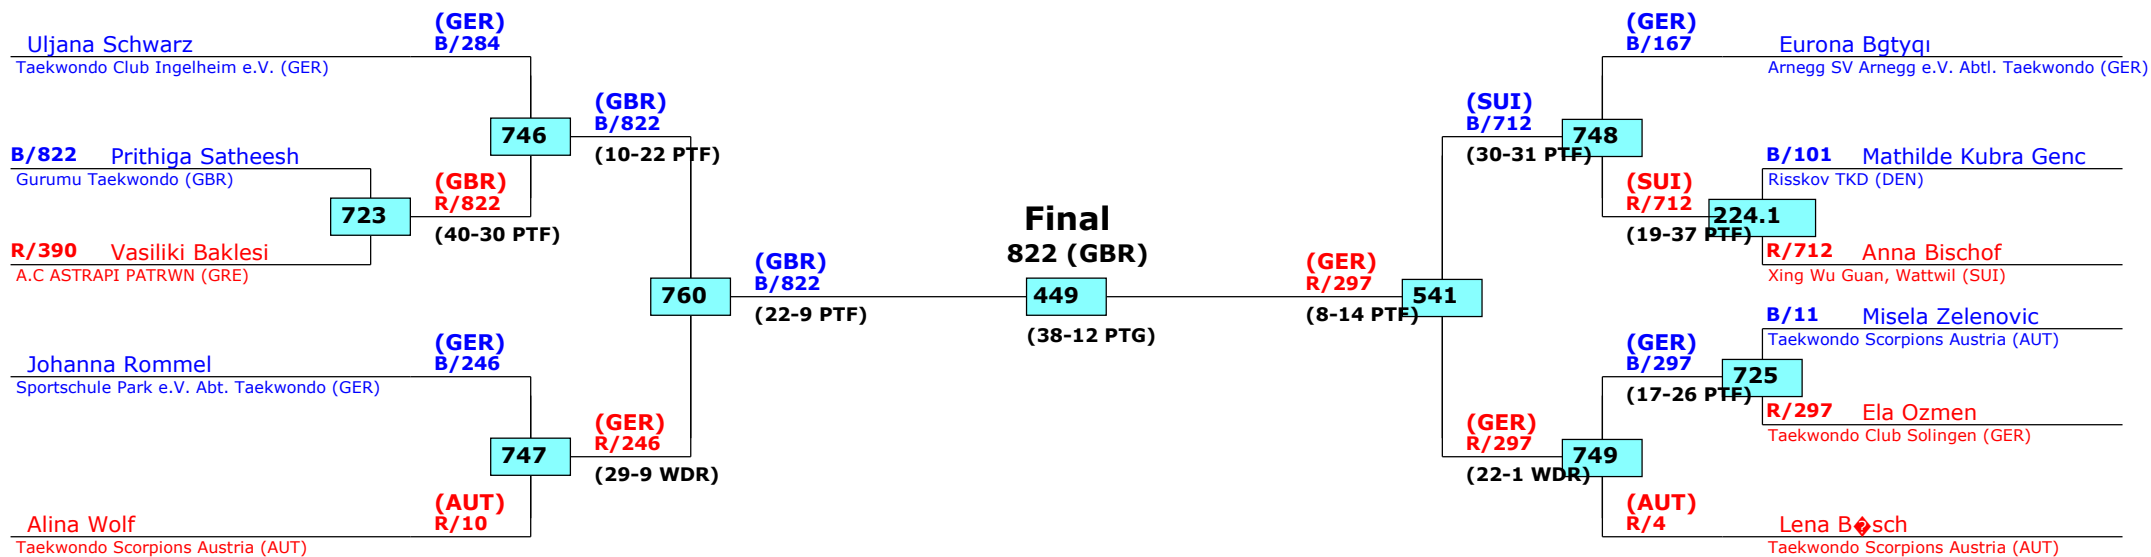 (GER)
B/284
Uljana Schwarz
Taekwondo Club Ingelheim e.V. (GER)
B/822 Prithiga Satheesh
Gurumu Taekwondo (GBR)
723
R/390 Vasiliki Baklesi
A.C ASTRAPI PATRWN (GRE)
(GBR)
R/822
(40-30 PTF)
746
(GBR)
B/822
(10-22 PTF)
(GER)
B/246
Johanna Rommel
Sportschule Park e.V. Abt. Taekwondo (GER)
747
(AUT)
R/10
Alina Wolf
Taekwondo Scorpions Austria (AUT)
(GER)
R/246
(29-9 WDR)
760
(GBR)
B/822
(22-9 PTF)
Final
822 (GBR)
449
(38-12 PTG)
(GER)
R/297
(8-14 PTF)
541
(SUI)
B/712
(30-31 PTF)
748
(GER)
B/167
Eurona Bgtyqı
Arnegg SV Arnegg e.V. Abtl. Taekwondo (GER)
(SUI)
R/712
(19-37 PTF)
224.1
B/101 Mathilde Kubra Genc
Risskov TKD (DEN)
R/712 Anna Bischof
Xing Wu Guan, Wattwil (SUI)
(GER)
R/297
(22-1 WDR)
749
(GER)
B/297
(17-26 PTF)
725
B/11 Misela Zelenovic
Taekwondo Scorpions Austria (AUT)
R/297 Ela Ozmen
Taekwondo Club Solingen (GER)
(AUT)
R/4
Lena B�sch
Taekwondo Scorpions Austria (AUT)